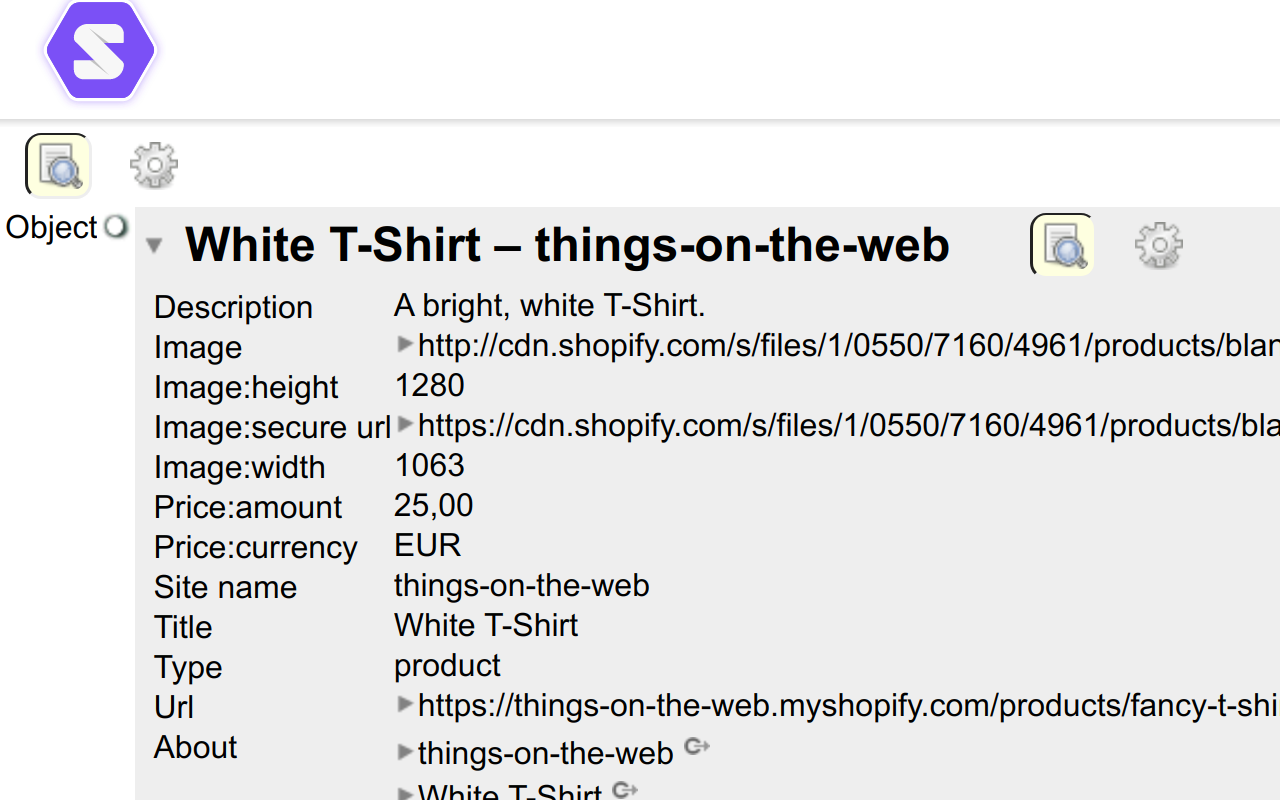 Object
White T-Shirt – things-on-the-web
Description A bright, white T-Shirt.
Image http://cdn.shopify.com/s/files/1/0550/7160/4961/products/blan
Image:height 1280
Image:secure url https://cdn.shopify.com/s/files/1/0550/7160/4961/products/bla
Image:width 1063
Price:amount 25,00
Price:currency EUR
Site name things-on-the-web
Title White T-Shirt
Type product
Url https://things-on-the-web.myshopify.com/products/fancy-t-shi
About things-on-the-web
White T-Shirt